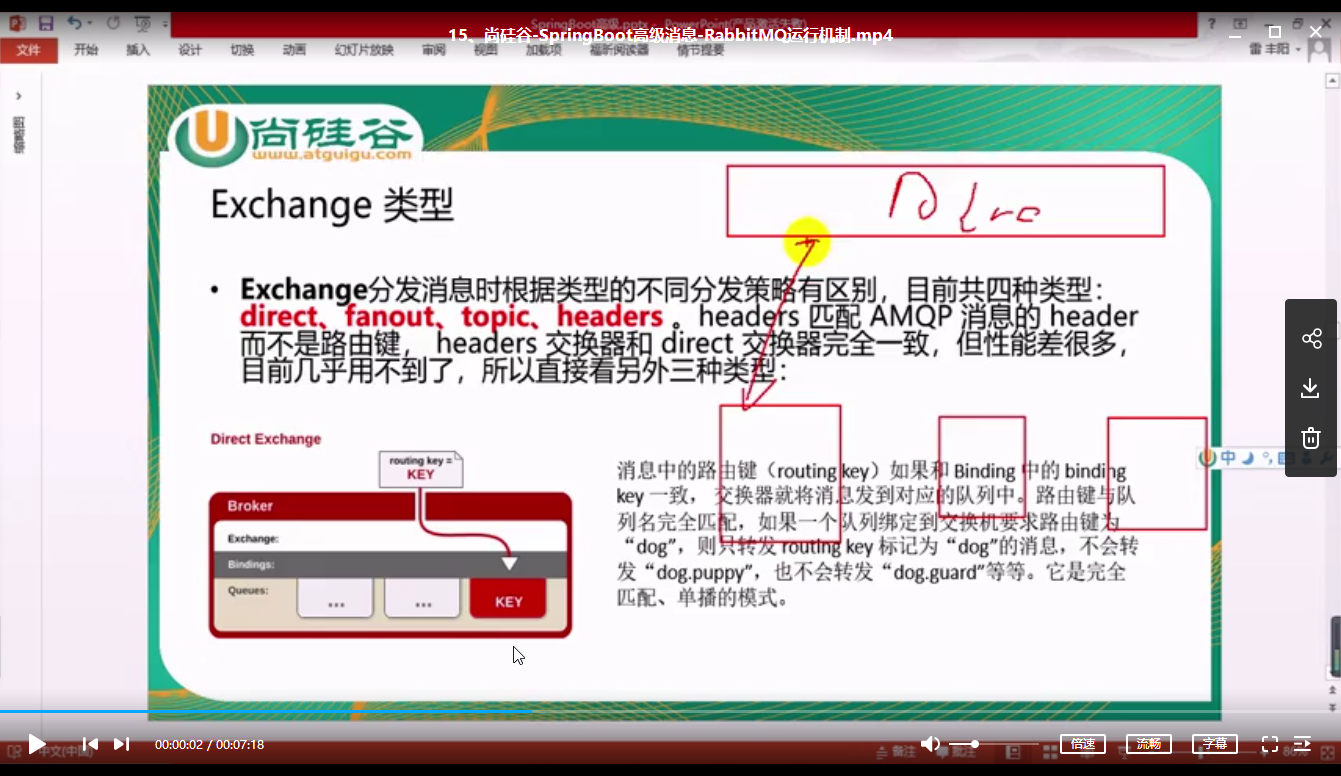 SpringBoot高级.pptx - PowerPoint(产品激活失败)
15、尚硅谷-SpringBoot高级消息-RabbitMQ运行机制.mp4
文件 开始 插入 设计 切换 动画 幻灯片放映 审阅 视图 加载项 福昕阅读器 情节提要
雷 丰阳
缩略图
尚硅谷
www.atguigu.com
Exchange 类型
• Exchange分发消息时根据类型的不同分发策略有区别，目前共四种类型：
direct、fanout、topic、headers 。headers 匹配 AMQP 消息的 header
而不是路由键， headers 交换器和 direct 交换器完全一致，但性能差很多，
目前几乎用不到了，所以直接看另外三种类型：
Direct Exchange
routing key =
KEY
Broker
Exchange:
Bindings:
Queues:
... ... KEY
消息中的路由键（routing key）如果和 Binding 中的 binding
key 一致， 交换器就将消息发到对应的队列中。路由键与队
列名完全匹配，如果一个队列绑定到交换机要求路由键为
“dog”，则只转发 routing key 标记为“dog”的消息，不会转
发“dog.puppy”，也不会转发“dog.guard”等等。它是完全
匹配、单播的模式。
中
00:00:02 / 00:07:18
倍速 流畅 字幕
中文(中国)
备注 批注